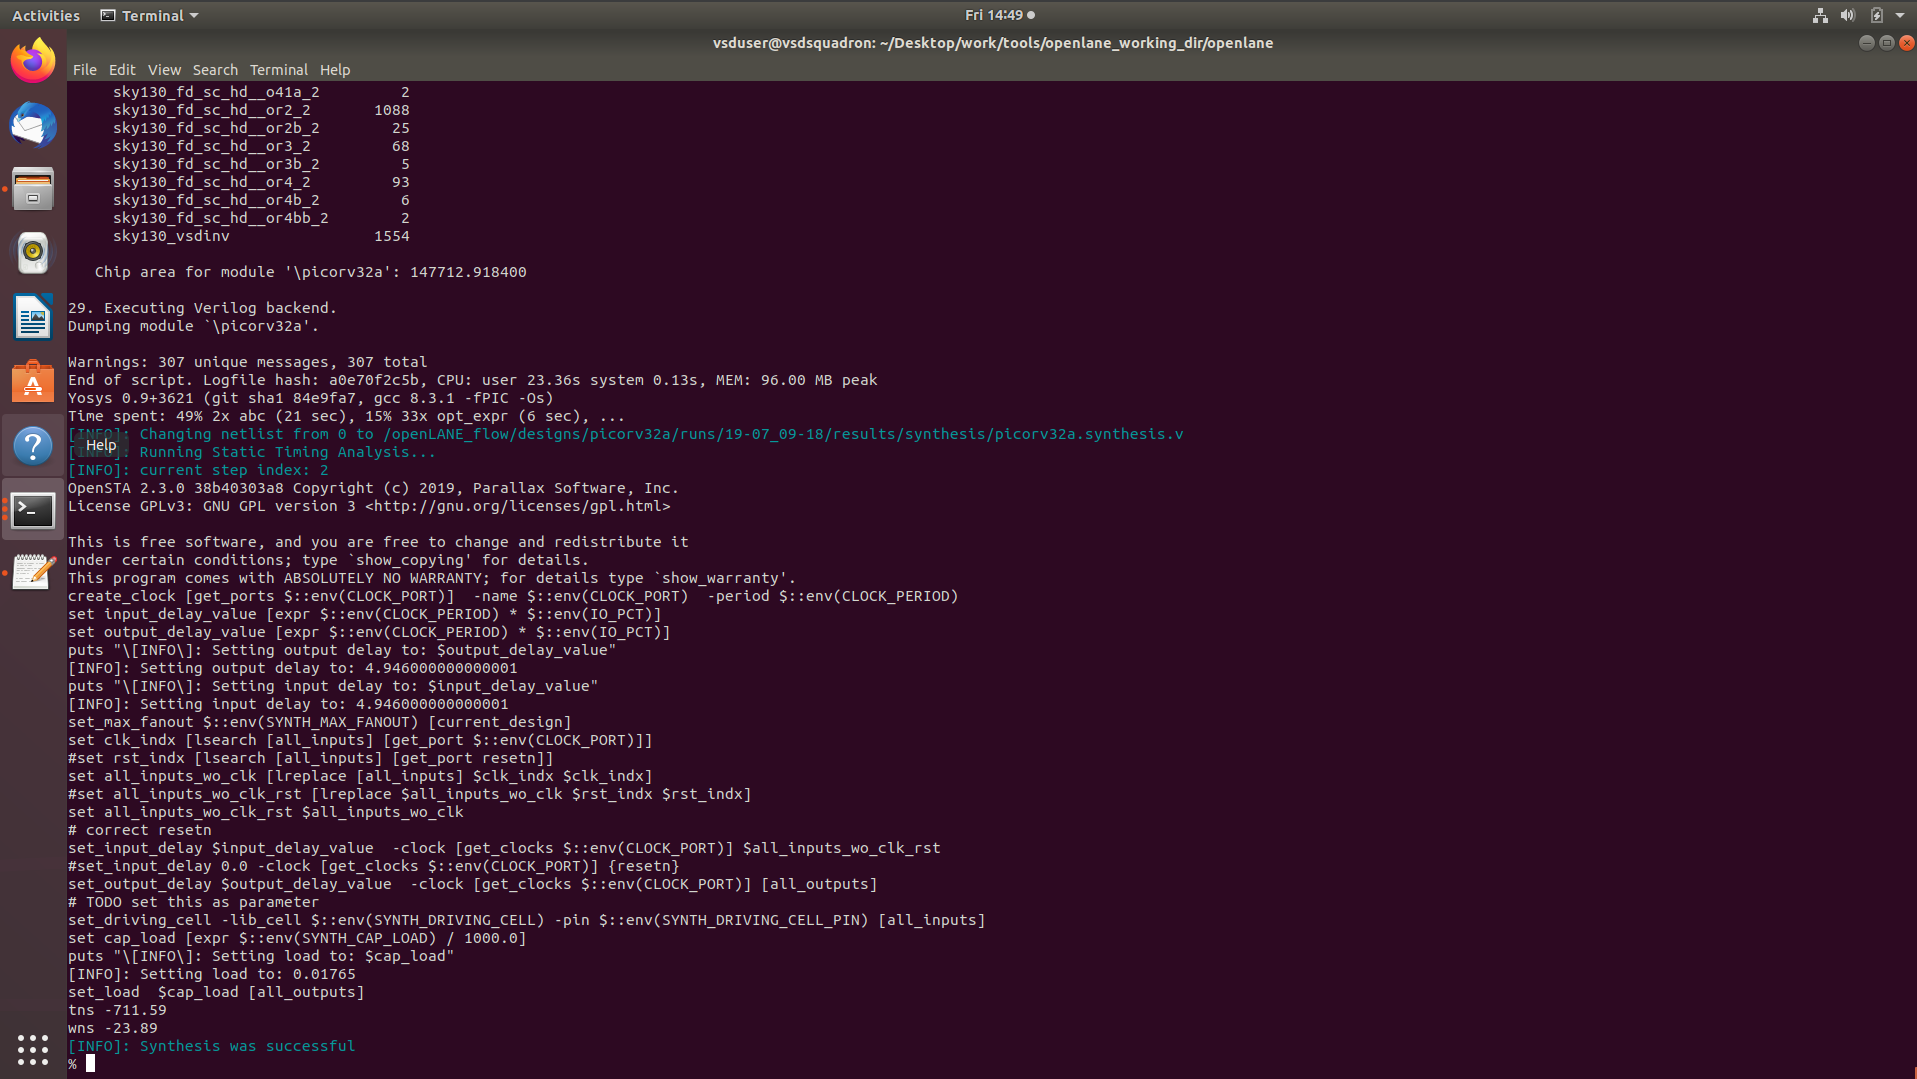 Activities Terminal Fri 14:49
vsduser@vsdsquadron: ~/Desktop/work/tools/openlane_working_dir/openlane
File Edit View Search Terminal Help
sky130_fd_sc_hd__o41a_2 2
sky130_fd_sc_hd__or2_2 1088
sky130_fd_sc_hd__or2b_2 25
sky130_fd_sc_hd__or3_2 68
sky130_fd_sc_hd__or3b_2 5
sky130_fd_sc_hd__or4_2 93
sky130_fd_sc_hd__or4b_2 6
sky130_fd_sc_hd__or4bb_2 2
sky130_vsdinv 1554
Chip area for module '\picorv32a': 147712.918400
29. Executing Verilog backend.
Dumping module `\picorv32a'.
Warnings: 307 unique messages, 307 total
End of script. Logfile hash: a0e70f2c5b, CPU: user 23.36s system 0.13s, MEM: 96.00 MB peak
Yosys 0.9+3621 (git sha1 84e9fa7, gcc 8.3.1 -fPIC -Os)
Time spent: 49% 2x abc (21 sec), 15% 33x opt_expr (6 sec), ...
[INFO]: Changing netlist from 0 to /openLANE_flow/designs/picorv32a/runs/19-07_09-18/results/synthesis/picorv32a.synthesis.v
Help
[INFO]: Running Static Timing Analysis...
[INFO]: current step index: 2
OpenSTA 2.3.0 38b40303a8 Copyright (c) 2019, Parallax Software, Inc.
License GPLv3: GNU GPL version 3 <http://gnu.org/licenses/gpl.html>
This is free software, and you are free to change and redistribute it
under certain conditions; type `show_copying' for details.
This program comes with ABSOLUTELY NO WARRANTY; for details type `show_warranty'.
create_clock [get_ports $::env(CLOCK_PORT)]  -name $::env(CLOCK_PORT)  -period $::env(CLOCK_PERIOD)
set input_delay_value [expr $::env(CLOCK_PERIOD) * $::env(IO_PCT)]
set output_delay_value [expr $::env(CLOCK_PERIOD) * $::env(IO_PCT)]
puts "\[INFO\]: Setting output delay to: $output_delay_value"
[INFO]: Setting output delay to: 4.946000000000001
puts "\[INFO\]: Setting input delay to: $input_delay_value"
[INFO]: Setting input delay to: 4.946000000000001
set_max_fanout $::env(SYNTH_MAX_FANOUT) [current_design]
set clk_indx [lsearch [all_inputs] [get_port $::env(CLOCK_PORT)]]
#set rst_indx [lsearch [all_inputs] [get_port resetn]]
set all_inputs_wo_clk [lreplace [all_inputs] $clk_indx $clk_indx]
#set all_inputs_wo_clk_rst [lreplace $all_inputs_wo_clk $rst_indx $rst_indx]
set all_inputs_wo_clk_rst $all_inputs_wo_clk
# correct resetn
set_input_delay $input_delay_value  -clock [get_clocks $::env(CLOCK_PORT)] $all_inputs_wo_clk_rst
#set_input_delay 0.0 -clock [get_clocks $::env(CLOCK_PORT)] {resetn}
set_output_delay $output_delay_value  -clock [get_clocks $::env(CLOCK_PORT)] [all_outputs]
# TODO set this as parameter
set_driving_cell -lib_cell $::env(SYNTH_DRIVING_CELL) -pin $::env(SYNTH_DRIVING_CELL_PIN) [all_inputs]
set cap_load [expr $::env(SYNTH_CAP_LOAD) / 1000.0]
puts "\[INFO\]: Setting load to: $cap_load"
[INFO]: Setting load to: 0.01765
set_load  $cap_load [all_outputs]
tns -711.59
wns -23.89
[INFO]: Synthesis was successful
%